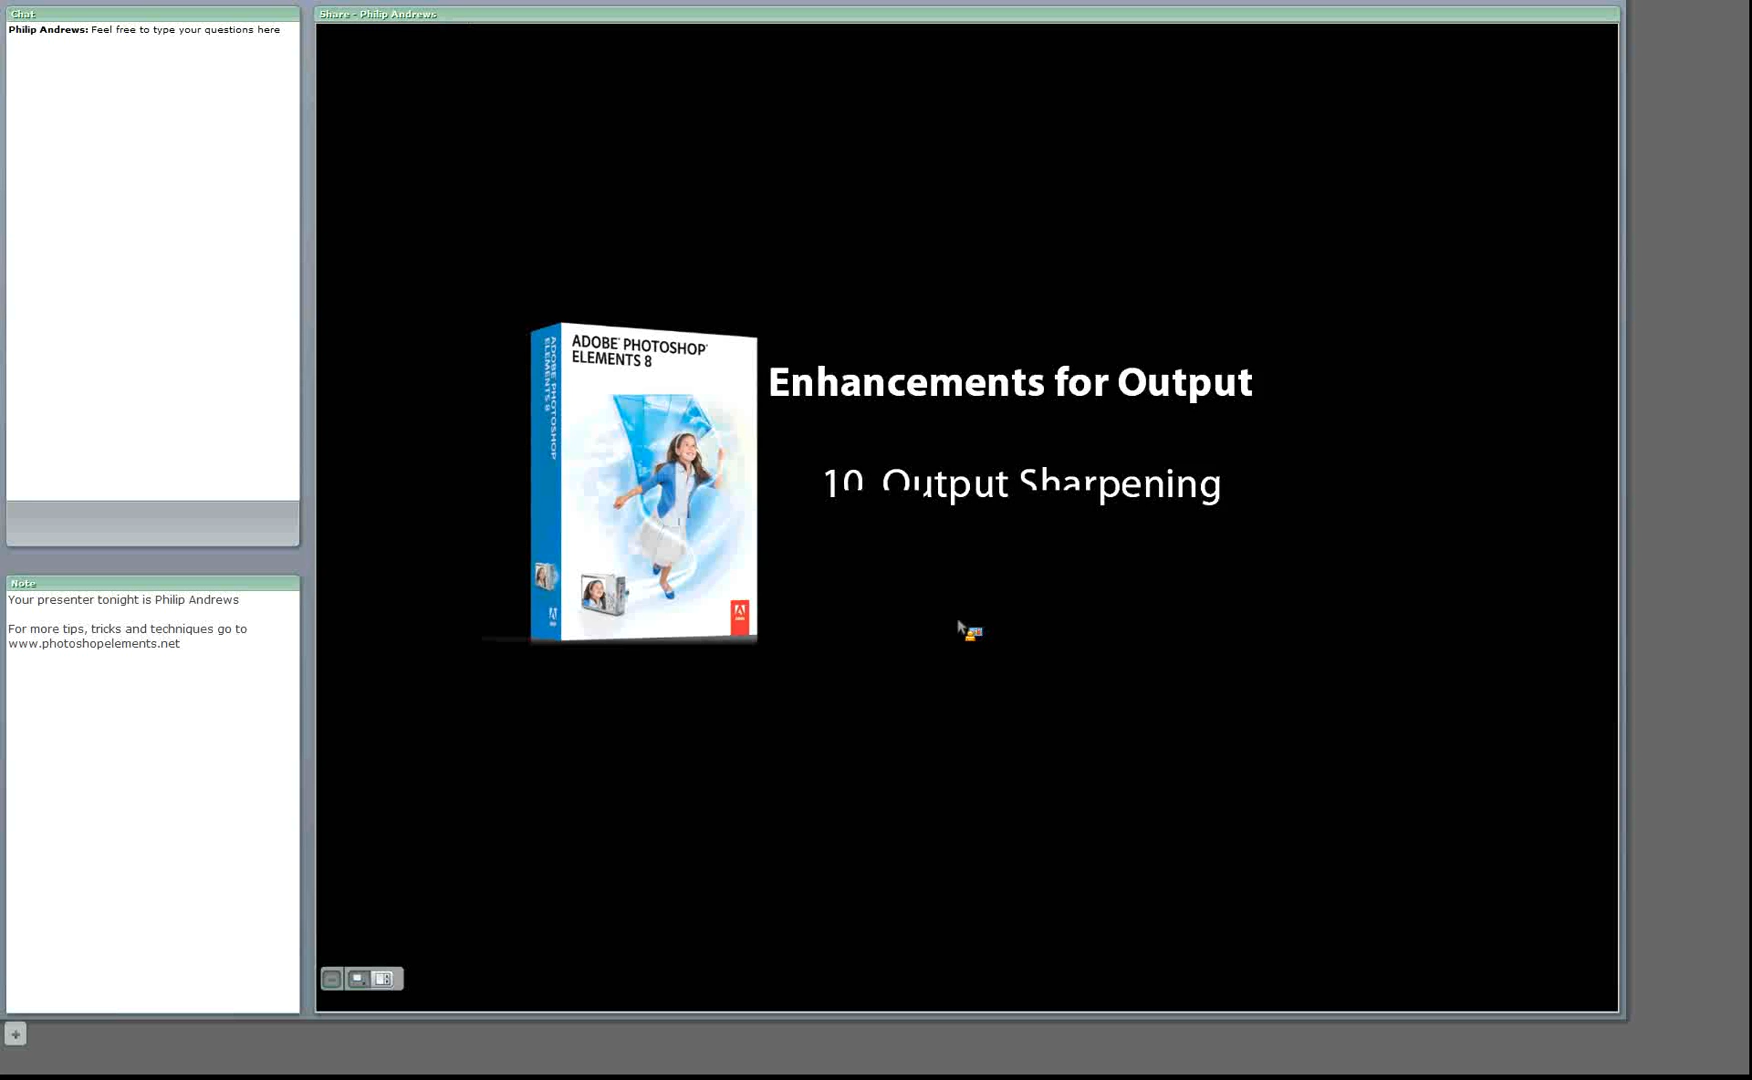 Chat
Philip Andrews: Feel free to type your questions here
Share - Philip Andrews
ADOBE PHOTOSHOP ELEMENTS 8
ADOBE® PHOTOSHOP®
ELEMENTS 8
Enhancements for Output
10. Output Sharpening
Note
Your presenter tonight is Philip Andrews
For more tips, tricks and techniques go to
www.photoshopelements.net